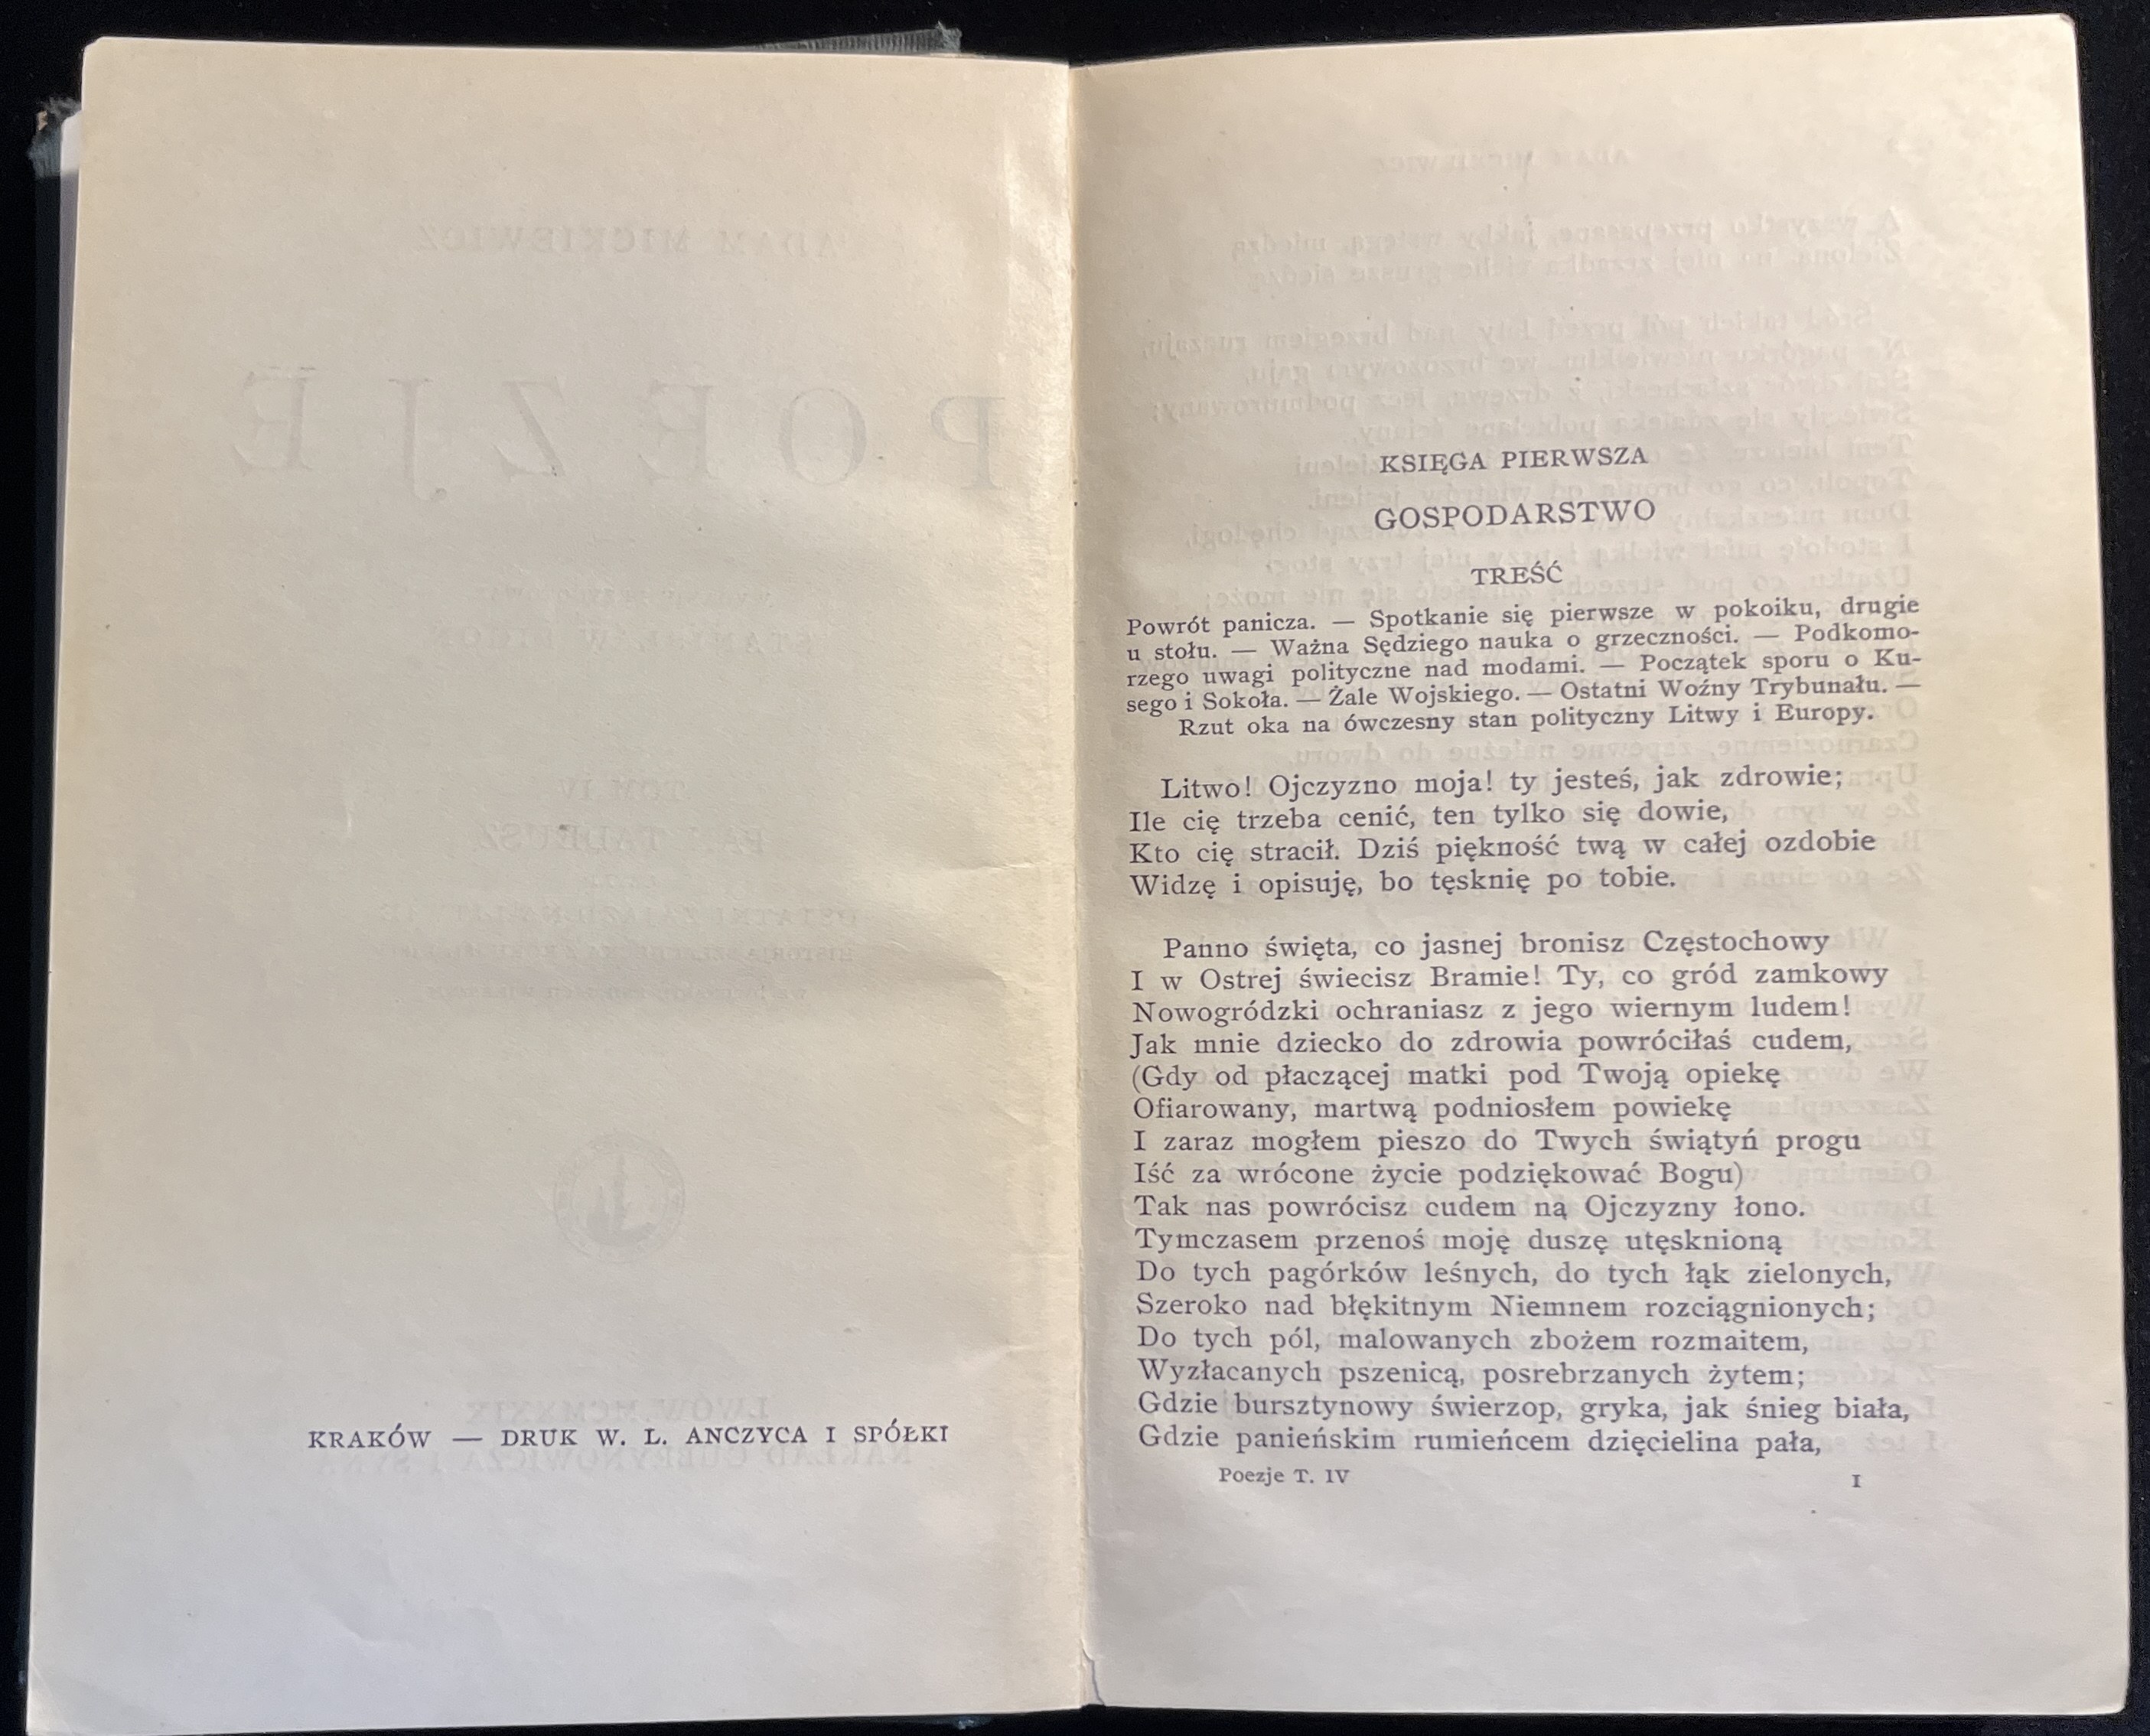 KRAKÓW — DRUK W. L. ANCZYCA I SPÓŁKI
KSIĘGA PIERWSZA
GOSPODARSTWO
TREŚĆ
Powrót panicza. — Spotkanie się pierwsze w pokoiku, drugie
u stołu. — Ważna Sędziego nauka o grzeczności. — Podkomo-
rzego uwagi polityczne nad modami. — Początek sporu o Ku-
sego i Sokoła. — Żale Wojskiego. — Ostatni Woźny Trybunału. —
Rzut oka na ówczesny stan polityczny Litwy i Europy.
Litwo! Ojczyzno moja! ty jesteś, jak zdrowie;
Ile cię trzeba cenić, ten tylko się dowie,
Kto cię stracił. Dziś piękność twą w całej ozdobie
Widzę i opisuję, bo tęsknię po tobie.
Panno święta, co jasnej bronisz Częstochowy
I w Ostrej świecisz Bramie! Ty, co gród zamkowy
Nowogródzki ochraniasz z jego wiernym ludem!
Jak mnie dziecko do zdrowia powróciłaś cudem,
(Gdy od płaczącej matki pod Twoją opiekę
Ofiarowany, martwą podniosłem powiekę
I zaraz mogłem pieszo do Twych świątyń progu
Iść za wrócone życie podziękować Bogu)
Tak nas powrócisz cudem na Ojczyzny łono.
Tymczasem przenoś moję duszę utęsknioną
Do tych pagórków leśnych, do tych łąk zielonych,
Szeroko nad błękitnym Niemnem rozciągnionych;
Do tych pól, malowanych zbożem rozmaitem,
Wyzłacanych pszenicą, posrebrzanych żytem;
Gdzie bursztynowy świerzop, gryka, jak śnieg biała,
Gdzie panieńskim rumieńcem dzięcielina pała,
Poezje T. IV 1